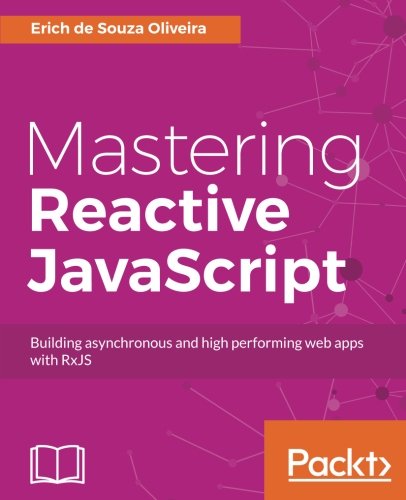 Erich de Souza Oliveira
Mastering
Reactive
JavaScript
Building asynchronous and high performing web apps
with RxJS
Packt>